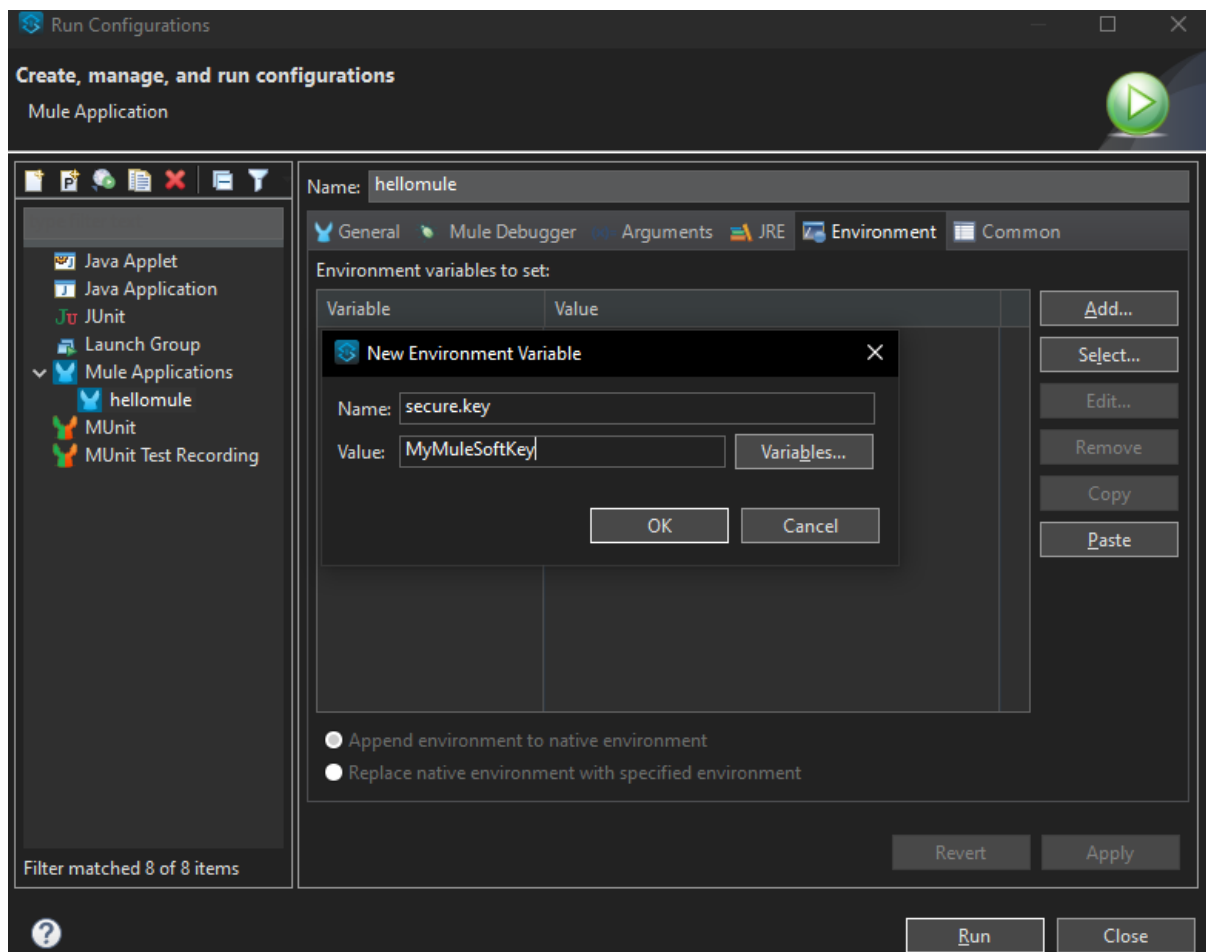 Run Configurations
Create, manage, and run configurations
Mule Application
Name: hellomule
General Mule Debugger Arguments JRE Environment Common
Java Applet
Java Application
JUnit
Launch Group
Mule Applications
hellomule
MUnit
MUnit Test Recording
Filter matched 8 of 8 items
Environment variables to set:
Variable Value
New Environment Variable
Name: secure.key
Value: MyMuleSoftKey Variables...
OK Cancel
Add...
Select...
Edit...
Remove
Copy
Paste
Append environment to native environment
Replace native environment with specified environment
Revert Apply
Run Close